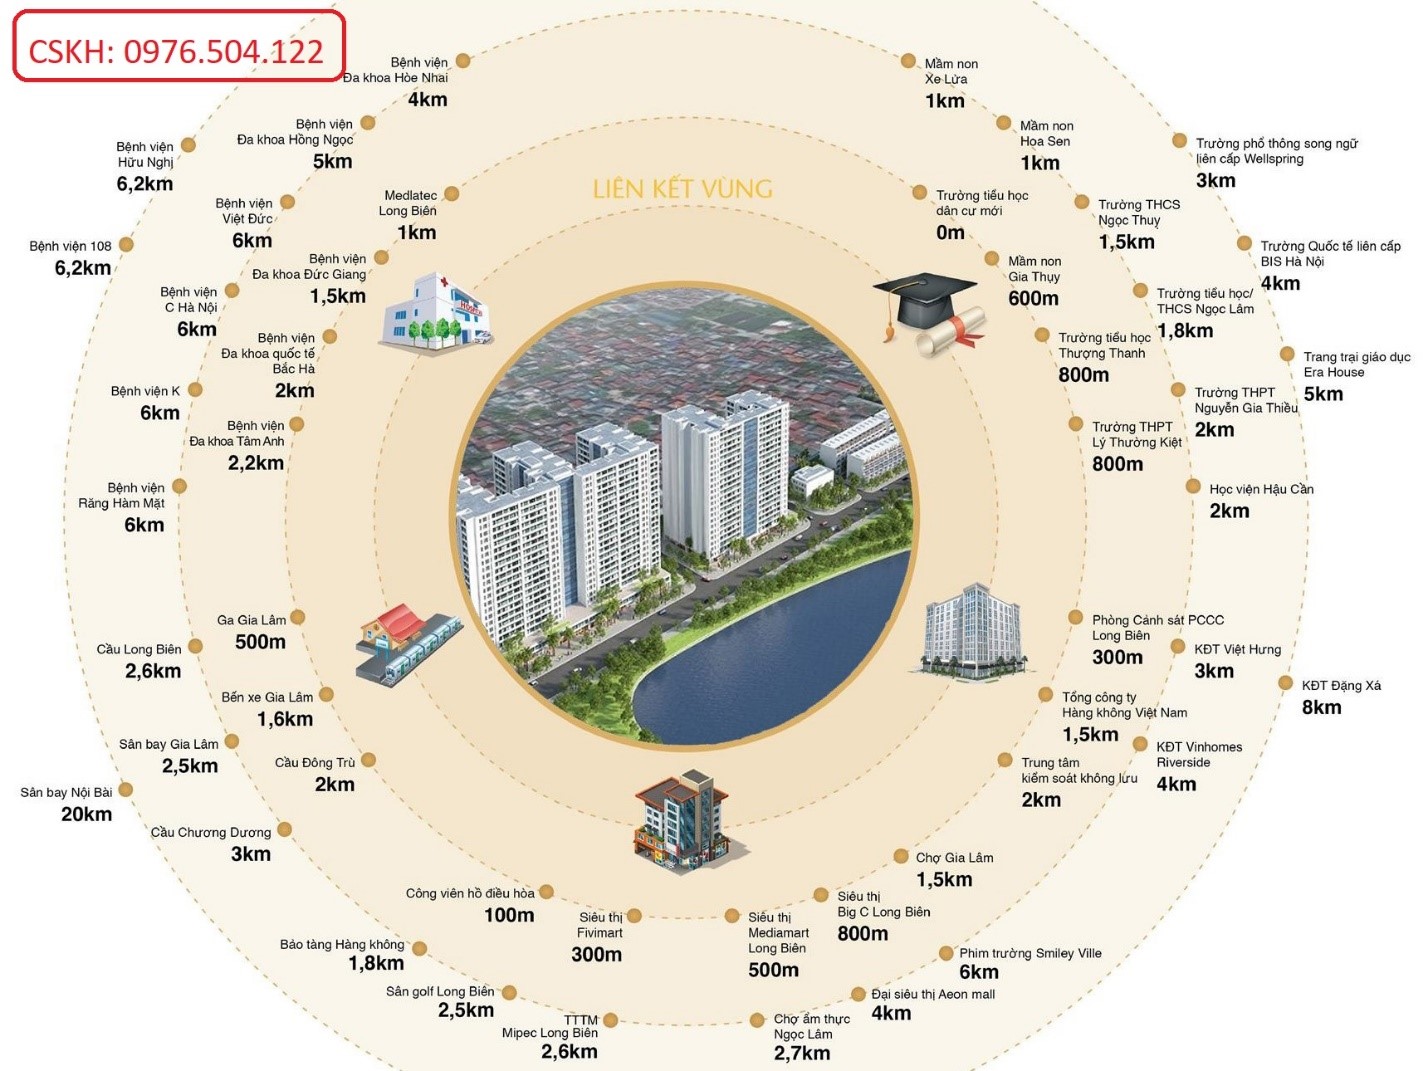 CSKH: 0976.504.122
LIÊN KẾT VÙNG
Bệnh viện
Đa khoa Hòe Nhai
4km
Bệnh viện
Đa khoa Hồng Ngọc
5km
Bệnh viện
Hữu Nghị
6,2km
Medlatec
Long Biên
1km
Bệnh viện
Việt Đức
6km
Bệnh viện 108
6,2km
Bệnh viện
Đa khoa Đức Giang
1,5km
Bệnh viện
C Hà Nội
6km
Bệnh viện
Đa khoa quốc tế
Bắc Hà
2km
Bệnh viện K
6km
Bệnh viện
Đa khoa Tâm Anh
2,2km
Bệnh viện
Răng Hàm Mặt
6km
HOSPITAL
Mầm non
Xe Lửa
1km
Mầm non
Hoa Sen
1km
Trường phổ thông song ngữ
liên cấp Wellspring
3km
Trường tiểu học
dân cư mới
0m
Trường THCS
Ngọc Thuỵ
1,5km
Trường Quốc tế liên cấp
BIS Hà Nội
4km
Mầm non
Gia Thụy
600m
Trường tiểu học/
THCS Ngọc Lâm
1,8km
Trường tiểu học
Thượng Thanh
800m
Trang trại giáo dục
Era House
5km
Trường THPT
Nguyễn Gia Thiều
2km
Trường THPT
Lý Thường Kiệt
800m
Học viện Hậu Cần
2km
Ga Gia Lâm
500m
Cầu Long Biên
2,6km
Bến xe Gia Lâm
1,6km
Sân bay Gia Lâm
2,5km
Cầu Đông Trù
2km
Sân bay Nội Bài
20km
Cầu Chương Dương
3km
Phòng Cảnh sát PCCC
Long Biên
300m
KĐT Việt Hưng
3km
KĐT Đặng Xá
8km
Tổng công ty
Hàng không Việt Nam
1,5km
KĐT Vinhomes
Riverside
4km
Trung tâm
kiểm soát không lưu
2km
Chợ Gia Lâm
1,5km
Công viên hồ điều hòa
100m
Siêu thị
Fivimart
300m
Siêu thị
Mediamart
Long Biên
500m
Siêu thị
Big C Long Biên
800m
Bảo tàng Hàng không
1,8km
Sân golf Long Biên
2,5km
TTTM
Mipec Long Biên
2,6km
Chợ ẩm thực
Ngọc Lâm
2,7km
Đại siêu thị Aeon mall
4km
Phim trường Smiley Ville
6km